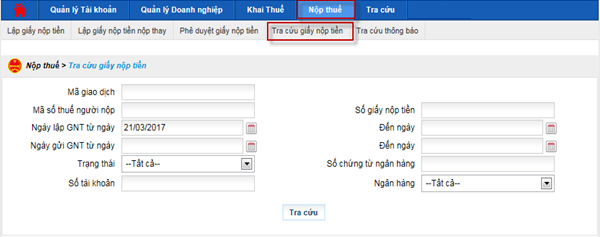 Quản lý Tài khoản Quản lý Doanh nghiệp Khai Thuế Nộp thuế Tra cứu
Lập giấy nộp tiền Lập giấy nộp tiền nộp thay Phê duyệt giấy nộp tiền Tra cứu giấy nộp tiền Tra cứu thông báo
Nộp thuế > Tra cứu giấy nộp tiền
Mã giao dịch
Mã số thuế người nộp Số giấy nộp tiền
Ngày lập GNT từ ngày 21/03/2017 Đến ngày
Ngày gửi GNT từ ngày Đến ngày
Trạng thái --Tất cả-- Số chứng từ ngân hàng
Số tài khoản Ngân hàng --Tất cả--
Tra cứu